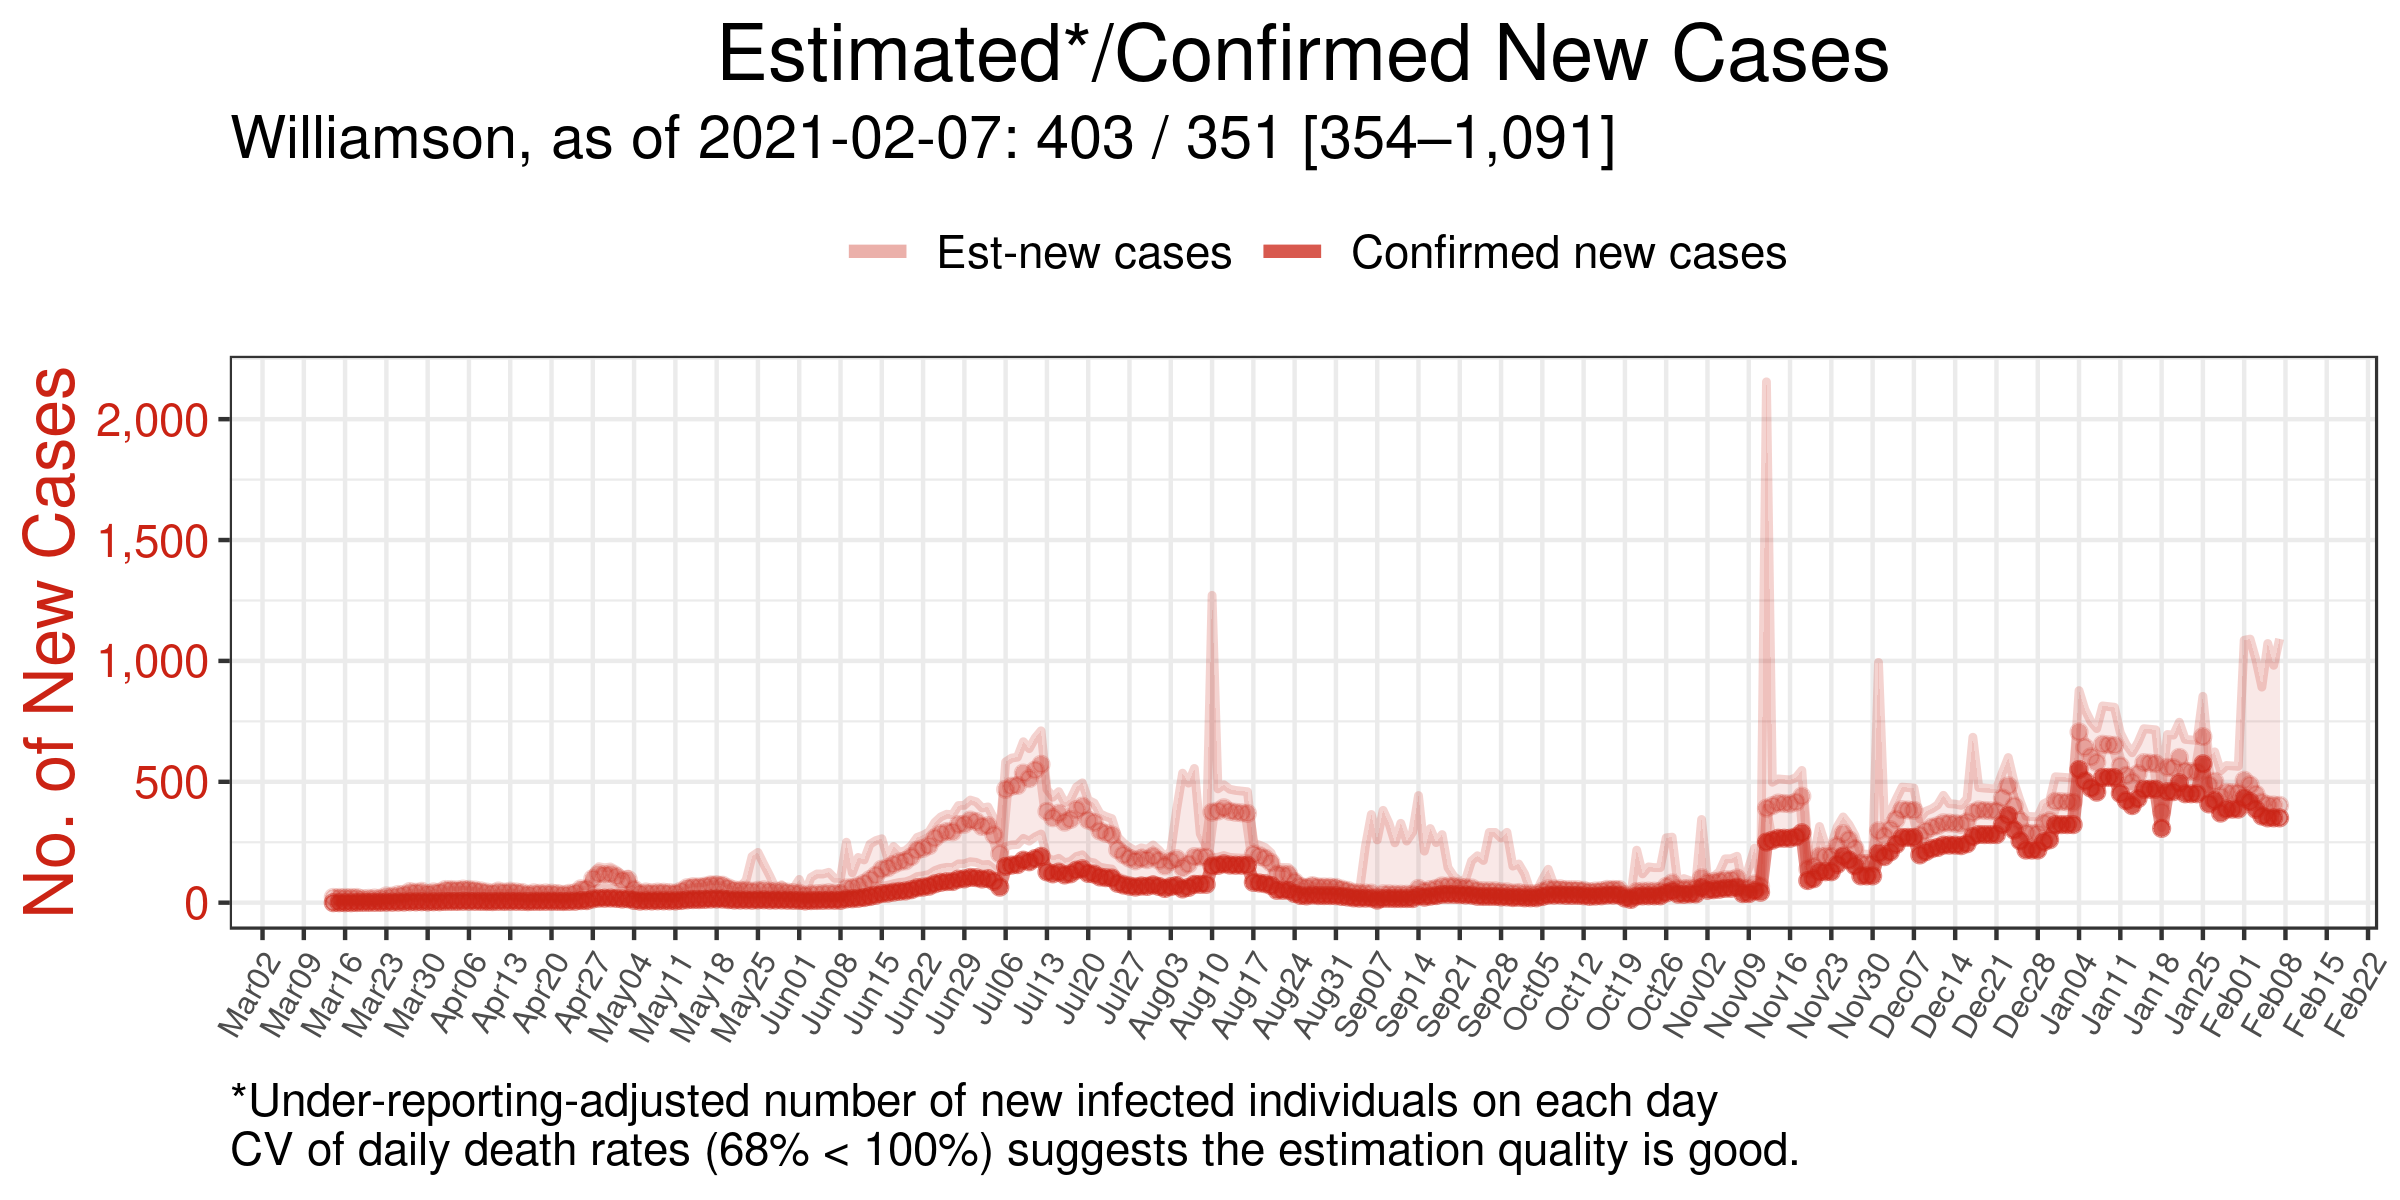 Estimated*/Confirmed New Cases
Williamson, as of 2021-02-07: 403 / 351 [354–1,091]
Est-new cases Confirmed new cases
No. of New Cases
2,000
1,500
1,000
500
0
Mar02 Mar09 Mar16 Mar23 Mar30 Apr06 Apr13 Apr20 Apr27 May04 May11 May18 May25 Jun01 Jun08 Jun15 Jun22 Jun29 Jul06 Jul13 Jul20 Jul27 Aug03 Aug10 Aug17 Aug24 Aug31 Sep07 Sep14 Sep21 Sep28 Oct05 Oct12 Oct19 Oct26 Nov02 Nov09 Nov16 Nov23 Nov30 Dec07 Dec14 Dec21 Dec28 Jan04 Jan11 Jan18 Jan25 Feb01 Feb08 Feb15 Feb22
*Under-reporting-adjusted number of new infected individuals on each day
CV of daily death rates (68% < 100%) suggests the estimation quality is good.